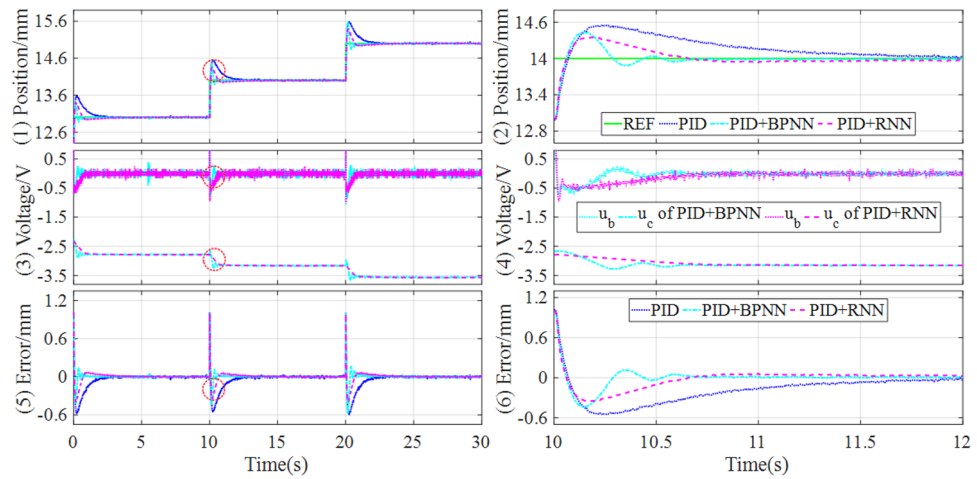 (1) Position/mm
15.6
14.6
13.6
12.6
(2) Position/mm
14.6
14
13.4
12.8
REF PID PID+BPNN PID+RNN
(3) Voltage/V
0.5
-0.5
-1.5
-2.5
-3.5
(4) Voltage/V
0.5
-0.5
-1.5
-2.5
-3.5
u_b u_c of PID+BPNN u_b u_c of PID+RNN
(5) Error/mm
1.2
0.6
0
-0.6
0 5 10 15 20 25 30
Time(s)
(6) Error/mm
1.2
0.6
0
-0.6
PID PID+BPNN PID+RNN
10 10.5 11 11.5 12
Time(s)